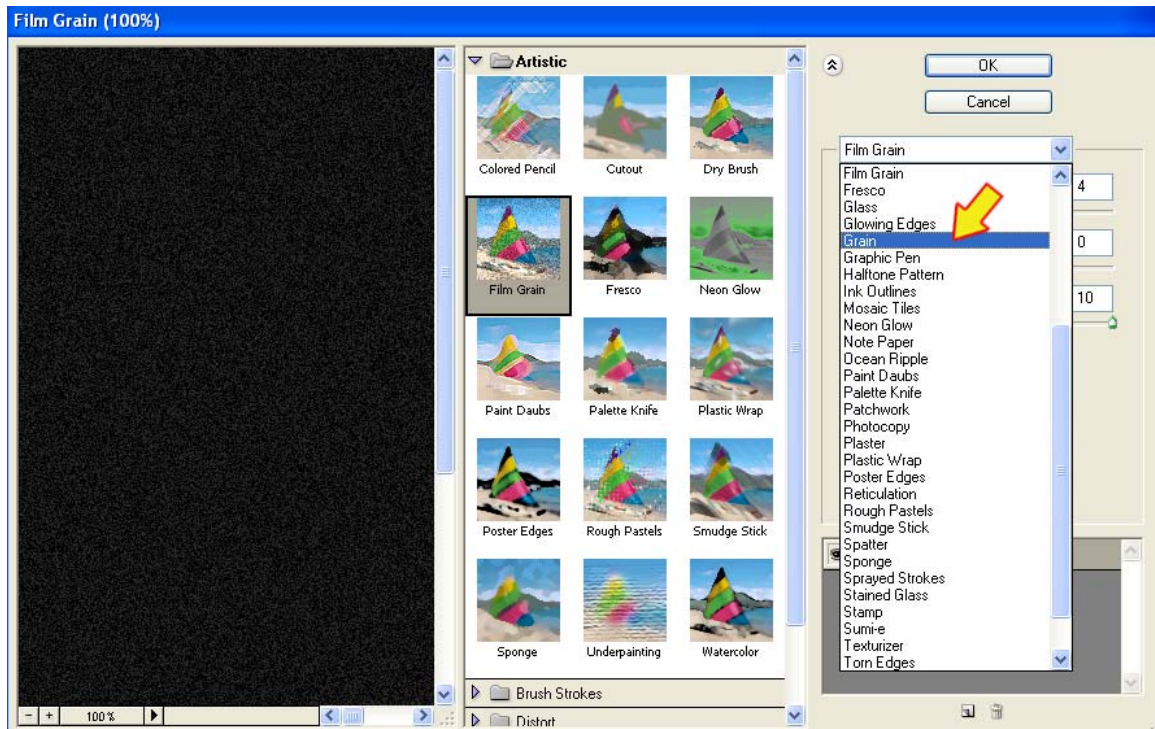 Film Grain (100%)
Artistic
Colored Pencil
Cutout
Dry Brush
Film Grain
Fresco
Neon Glow
Paint Daubs
Palette Knife
Plastic Wrap
Poster Edges
Rough Pastels
Smudge Stick
Sponge
Underpainting
Watercolor
Brush Strokes
Distort
- + 100%
OK
Cancel
Film Grain
4
0
10
Film Grain
Fresco
Glass
Glowing Edges
Grain
Graphic Pen
Halftone Pattern
Ink Outlines
Mosaic Tiles
Neon Glow
Note Paper
Ocean Ripple
Paint Daubs
Palette Knife
Patchwork
Photocopy
Plaster
Plastic Wrap
Poster Edges
Reticulation
Rough Pastels
Smudge Stick
Spatter
Sponge
Sprayed Strokes
Stained Glass
Stamp
Sumi-e
Texturizer
Torn Edges